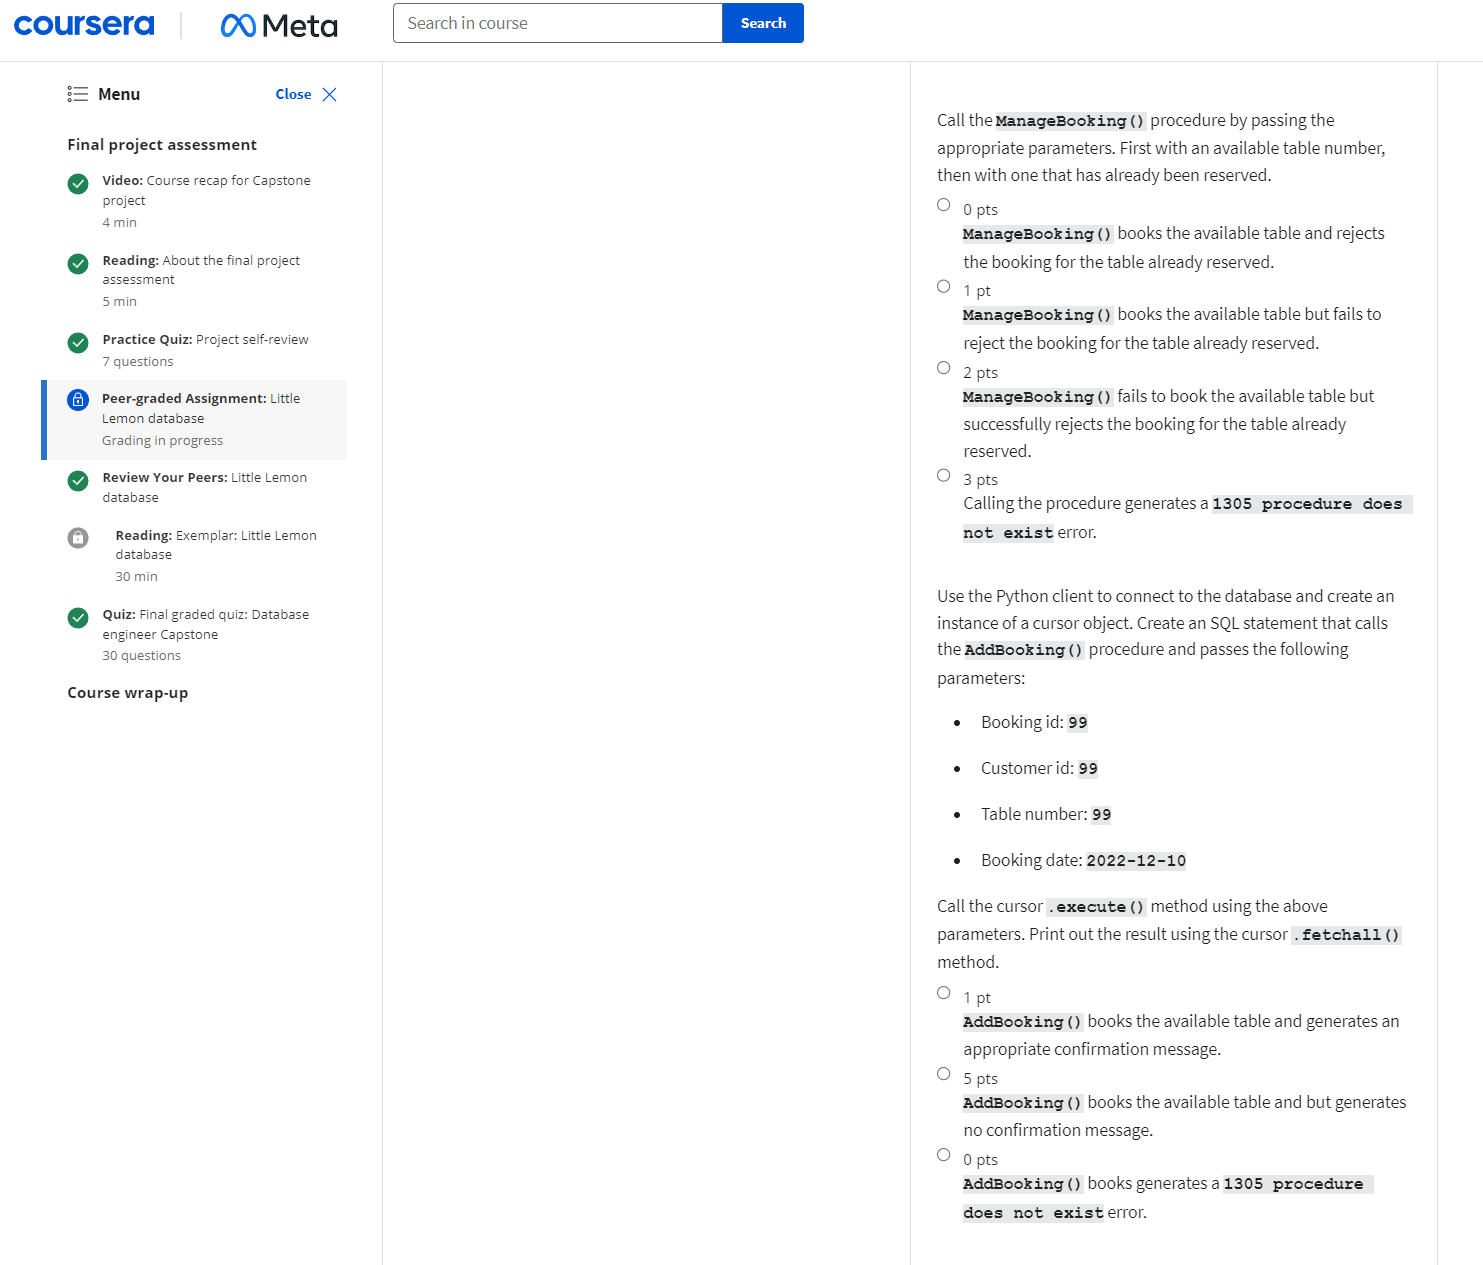 coursera
Meta
Search in course
Search
Menu
Close
Final project assessment
Video: Course recap for Capstone
project
4 min
Reading: About the final project
assessment
5 min
Practice Quiz: Project self-review
7 questions
Peer-graded Assignment: Little
Lemon database
Grading in progress
Review Your Peers: Little Lemon
database
Reading: Exemplar: Little Lemon
database
30 min
Quiz: Final graded quiz: Database
engineer Capstone
30 questions
Course wrap-up
Call the ManageBooking() procedure by passing the
appropriate parameters. First with an available table number,
then with one that has already been reserved.
0 pts
ManageBooking() books the available table and rejects
the booking for the table already reserved.
1 pt
ManageBooking() books the available table but fails to
reject the booking for the table already reserved.
2 pts
ManageBooking() fails to book the available table but
successfully rejects the booking for the table already
reserved.
3 pts
Calling the procedure generates a 1305 procedure does
not exist error.
Use the Python client to connect to the database and create an
instance of a cursor object. Create an SQL statement that calls
the AddBooking() procedure and passes the following
parameters:
• Booking id: 99
• Customer id: 99
• Table number: 99
• Booking date: 2022-12-10
Call the cursor .execute() method using the above
parameters. Print out the result using the cursor .fetchall()
method.
1 pt
AddBooking() books the available table and generates an
appropriate confirmation message.
5 pts
AddBooking() books the available table and but generates
no confirmation message.
0 pts
AddBooking() books generates a 1305 procedure
does not exist error.